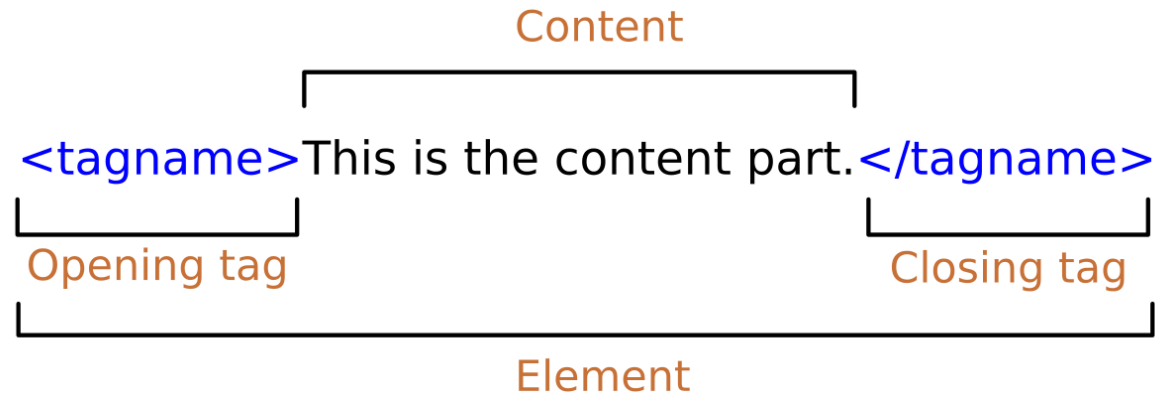 Content
<tagname>This is the content part.</tagname>
Opening tag
Closing tag
Element